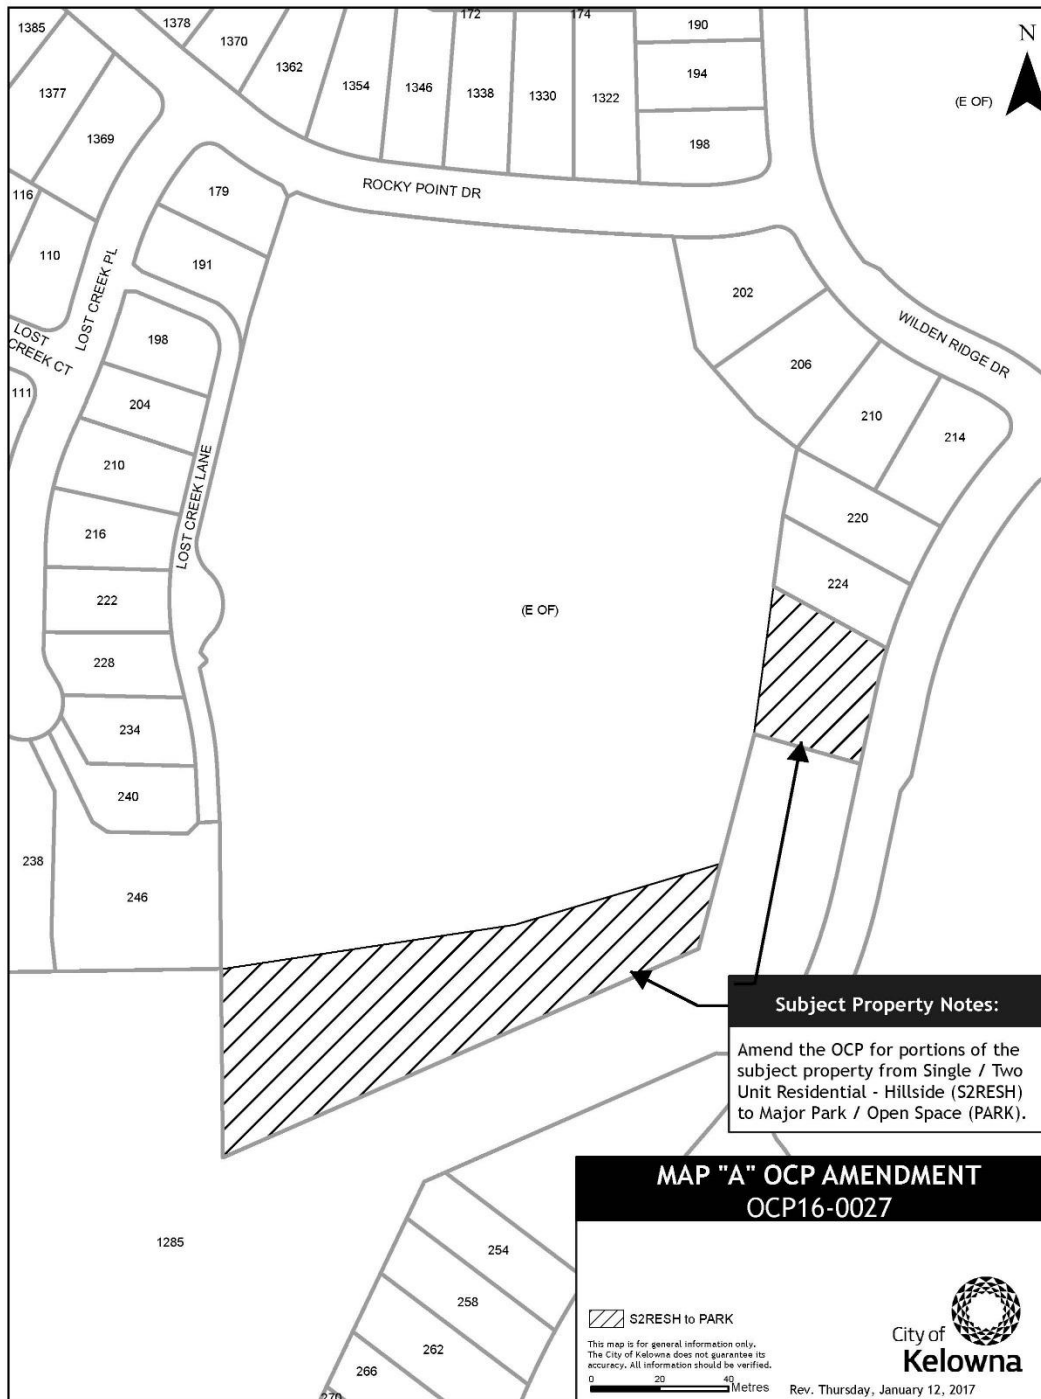 1385
1378
1370
1362
1354
1346
172
1338
1330
174
1322
190
194
198
N
(E OF)
1377
1369
116
110
179
191
ROCKY POINT DR
LOST CREEK PL
LOST
CREEK CT
111
198
204
210
216
222
228
234
240
238
246
LOST CREEK LANE
(E OF)
202
206
210
214
220
224
WILDEN RIDGE DR
Subject Property Notes:
Amend the OCP for portions of the
subject property from Single / Two
Unit Residential - Hillside (S2RESH)
to Major Park / Open Space (PARK).
1285
254
258
262
266
270
MAP "A" OCP AMENDMENT
OCP16-0027
S2RESH to PARK
This map is for general information only.
The City of Kelowna does not guarantee its
accuracy. All information should be verified.
0 20 40
Metres
City of
Kelowna
Rev. Thursday, January 12, 2017